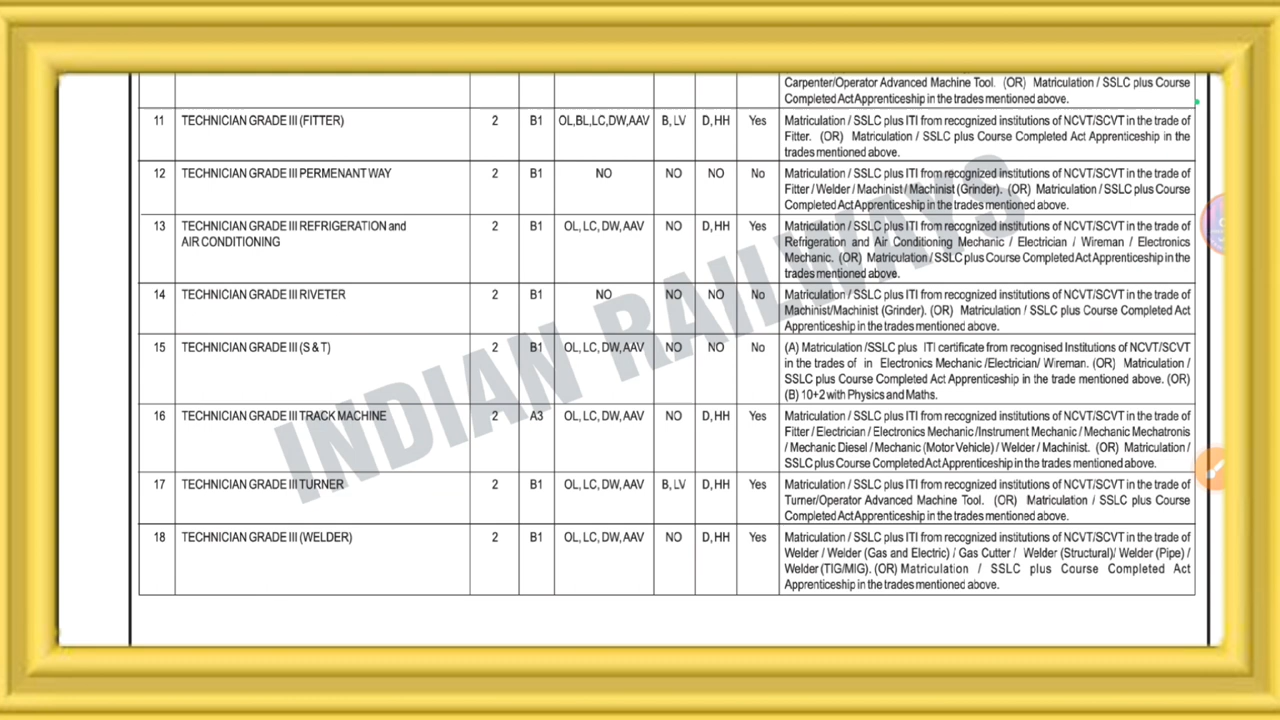 Carpenter/Operator Advanced Machine Tool. (OR) Matriculation / SSLC plus Course
Completed Act Apprenticeship in the trades mentioned above.
11 TECHNICIAN GRADE III (FITTER) 2 B1 OL,BL,LC,DW,AAV B, LV D, HH Yes Matriculation / SSLC plus ITI from recognized institutions of NCVT/SCVT in the trade of
Fitter. (OR) Matriculation / SSLC plus Course Completed Act Apprenticeship in the
trades mentioned above.
12 TECHNICIAN GRADE III PERMENANT WAY 2 B1 NO NO NO No Matriculation / SSLC plus ITI from recognized institutions of NCVT/SCVT in the trade of
Fitter / Welder / Machinist / Machinist (Grinder). (OR) Matriculation / SSLC plus Course
Completed Act Apprenticeship in the trades mentioned above.
13 TECHNICIAN GRADE III REFRIGERATION and 2 B1 OL, LC, DW, AAV NO D, HH Yes Matriculation / SSLC plus ITI from recognized institutions of NCVT/SCVT in the trade of
AIR CONDITIONING Refrigeration and Air Conditioning Mechanic / Electrician / Wireman / Electronics
Mechanic. (OR) Matriculation / SSLC plus Course Completed Act Apprenticeship in the
trades mentioned above.
14 TECHNICIAN GRADE III RIVETER 2 B1 NO NO NO No Matriculation / SSLC plus ITI from recognized institutions of NCVT/SCVT in the trade of
Machinist/Machinist (Grinder). (OR) Matriculation / SSLC plus Course Completed Act
Apprenticeship in the trades mentioned above.
15 TECHNICIAN GRADE III (S & T) 2 B1 OL, LC, DW, AAV NO NO No (A) Matriculation /SSLC plus ITI certificate from recognised Institutions of NCVT/SCVT
in the trades of in Electronics Mechanic /Electrician/ Wireman. (OR) Matriculation /
SSLC plus Course Completed Act Apprenticeship in the trade mentioned above. (OR)
(B) 10+2 with Physics and Maths.
16 TECHNICIAN GRADE III TRACK MACHINE 2 A3 OL, LC, DW, AAV NO D, HH Yes Matriculation / SSLC plus ITI from recognized institutions of NCVT/SCVT in the trade of
Fitter / Electrician / Electronics Mechanic /Instrument Mechanic / Mechanic Mechatronis
/ Mechanic Diesel / Mechanic (Motor Vehicle) / Welder / Machinist. (OR) Matriculation /
SSLC plus Course Completed Act Apprenticeship in the trades mentioned above.
17 TECHNICIAN GRADE III TURNER 2 B1 OL, LC, DW, AAV B, LV D, HH Yes Matriculation / SSLC plus ITI from recognized institutions of NCVT/SCVT in the trade of
Turner/Operator Advanced Machine Tool. (OR) Matriculation / SSLC plus Course
Completed Act Apprenticeship in the trades mentioned above.
18 TECHNICIAN GRADE III (WELDER) 2 B1 OL, LC, DW, AAV NO D, HH Yes Matriculation / SSLC plus ITI from recognized institutions of NCVT/SCVT in the trade of
Welder / Welder (Gas and Electric) / Gas Cutter / Welder (Structural)/ Welder (Pipe) /
Welder (TIG/MIG). (OR) Matriculation / SSLC plus Course Completed Act
Apprenticeship in the trades mentioned above.
INDIAN RAILWAYS